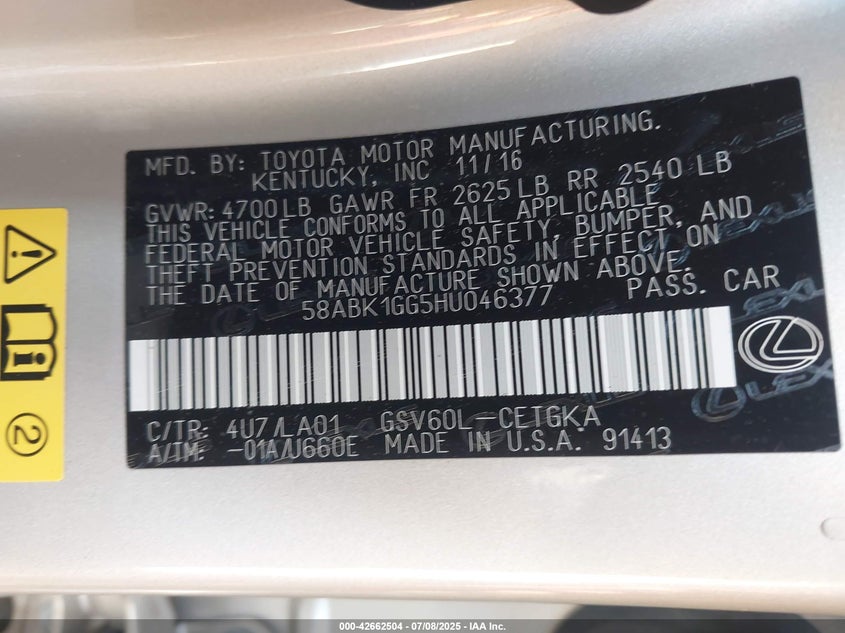 MFD. BY: TOYOTA MOTOR MANUFACTURING.
KENTUCKY, INC 11/16
GVWR: 4700LB GAWR FR 2625LB RR 2540 LB
THIS VEHICLE CONFORMS TO ALL APPLICABLE
FEDERAL MOTOR VEHICLE SAFETY, BUMPER, AND
THEFT PREVENTION STANDARDS IN EFFECT ON
THE DATE OF MANUFACTURE SHOWN ABOVE.
58ABK1GG5HU046377 PASS. CAR
C/TR: 4U7/LA01 GSV60L-CETGKA
A/TM: -01A/U660E MADE IN U.S.A. 91413
LEXUS
2
000-42662504 - 07/08/2025 - IAA Inc.